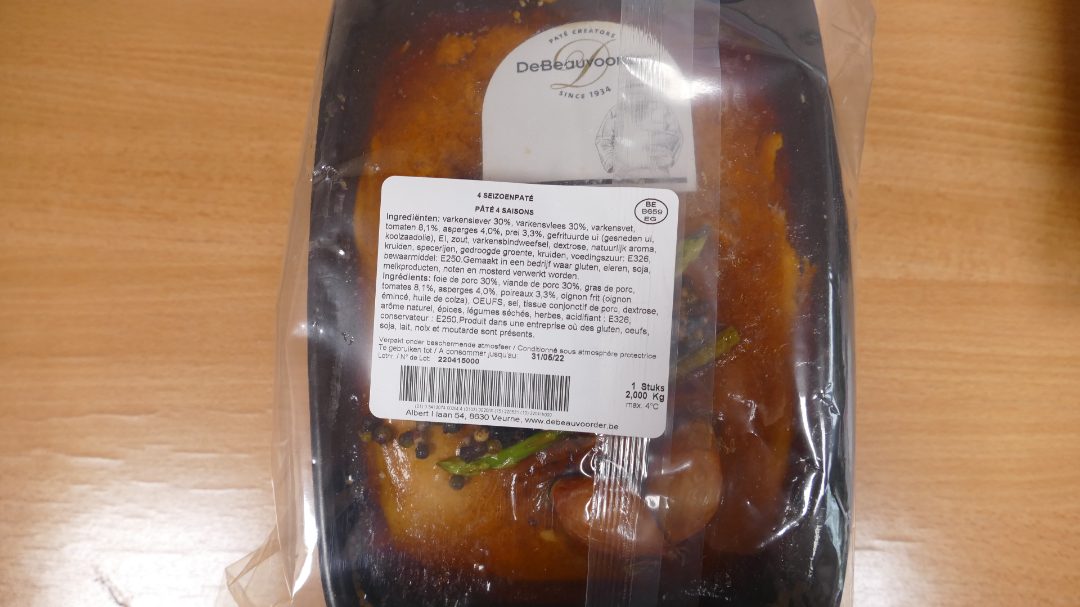 PATÉ CREATORS
DeBeauvoor
SINCE 1934
4 SEIZOENPATÉ
PÂTÉ 4 SAISONS
BE
B659
EG
Ingrediënten: varkenslever 30%, varkensvlees 30%, varkensvet,
tomaten 8,1%, asperges 4,0%, prei 3,3%, gefrituurde ui (gesneden ui,
koolzaadolie), EI, zout, varkensbindweefsel, dextrose, natuurlijk aroma,
kruiden, specerijen, gedroogde groente, kruiden, voedingszuur: E326,
bewaarmiddel: E250.Gemaakt in een bedrijf waar gluten, eieren, soja,
melkproducten, noten en mosterd verwerkt worden.
Ingrédients: foie de porc 30%, viande de porc 30%, gras de porc,
tomates 8,1%, asperges 4,0%, poireaux 3,3%, oignon frit (oignon
émincé, huile de colza), OEUFS, sel, tissue conjonctif de porc, dextrose,
arôme naturel, épices, légumes séchés, herbes, acidifiant : E326,
conservateur : E250.Produit dans une entreprise où des gluten, oeufs,
soja, lait, noix et moutarde sont présents.
Verpakt onder beschermende atmosfeer / Conditionné sous atmosphère protectrice
Te gebruiken tot / A consommer jusqu'au 31/05/22
Lotnr. / N° de Lot: 220415000
1 Stuks
2,000 Kg
max. 4°C
Albert I laan 54, 8630 Veurne, www.debeauvoorder.be